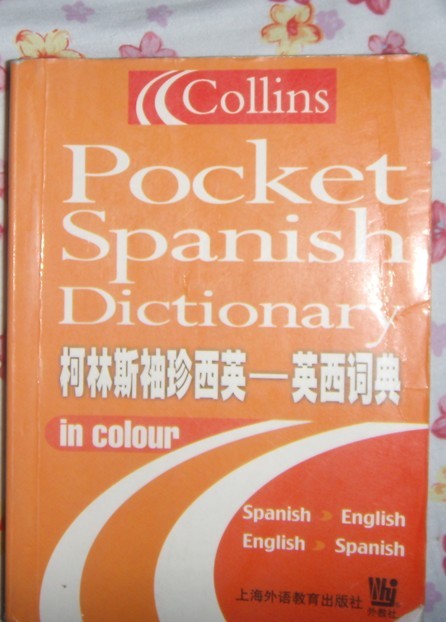 Collins
Pocket
Spanish
Dictionary
柯林斯袖珍西英—英西词典
in colour
Spanish › English
English › Spanish
上海外语教育出版社
外教社